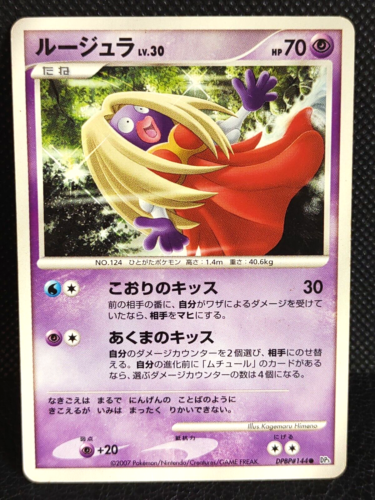 ルージュラ LV.30 HP 70
たね
NO.124 ひとがたポケモン 高さ:1.4m 重さ:40.6kg
こおりのキッス 30
前の相手の番に、自分がワザによるダメージを受けて
いたなら、相手をマヒにする。
あくまのキッス
自分のダメージカウンターを2個選び、相手にのせ替
える。自分の進化前に「ムチュール」のカードがある
なら、選ぶダメージカウンターの数は4個になる。
なきごえは まるで にんげんの ことばのように
きこえるが いみは まったく りかいできない。
Illus.Kagemaru Himeno
弱点 +20 抵抗力 にげる
©2007 Pokémon/Nintendo/Creatures/GAME FREAK. DPBP#144●